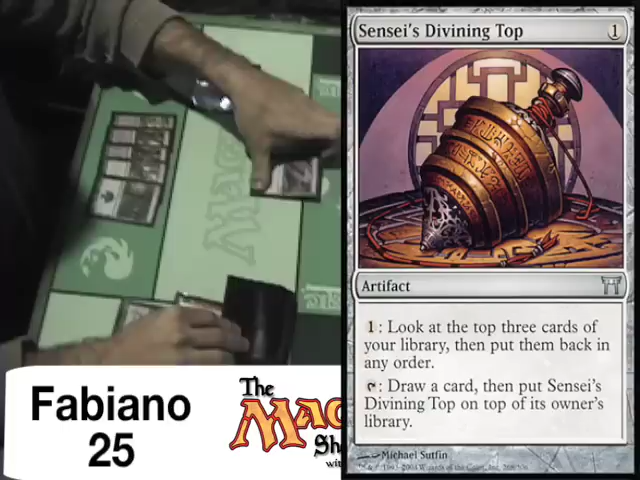 Sensei's Divining Top 1
Artifact
1: Look at the top three cards of
your library, then put them back in
any order.
: Draw a card, then put Sensei's
Divining Top on top of its owner's
library.
Michael Sutfin
Fabiano
25
The